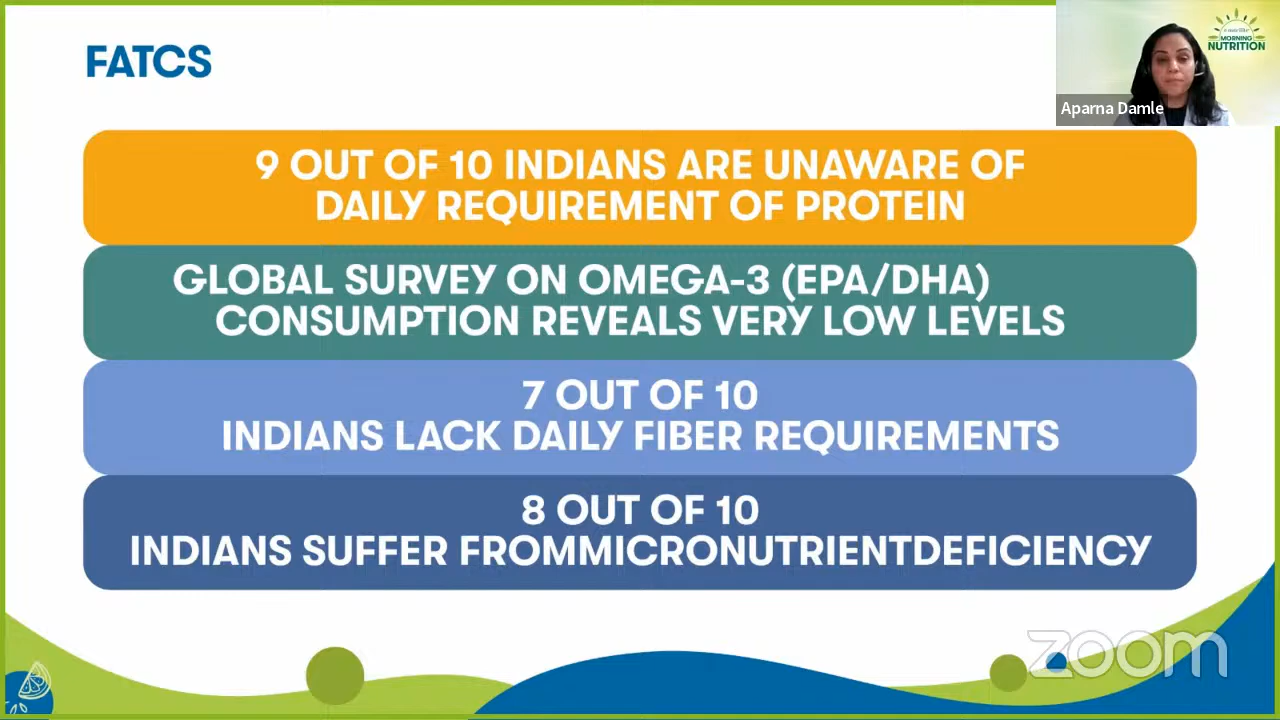 FATCS
9 OUT OF 10 INDIANS ARE UNAWARE OF
DAILY REQUIREMENT OF PROTEIN
GLOBAL SURVEY ON OMEGA-3 (EPA/DHA)
CONSUMPTION REVEALS VERY LOW LEVELS
7 OUT OF 10
INDIANS LACK DAILY FIBER REQUIREMENTS
8 OUT OF 10
INDIANS SUFFER FROMMICRONUTRIENTDEFICIENCY
MORNING
NUTRITION
Aparna Damle
zoom